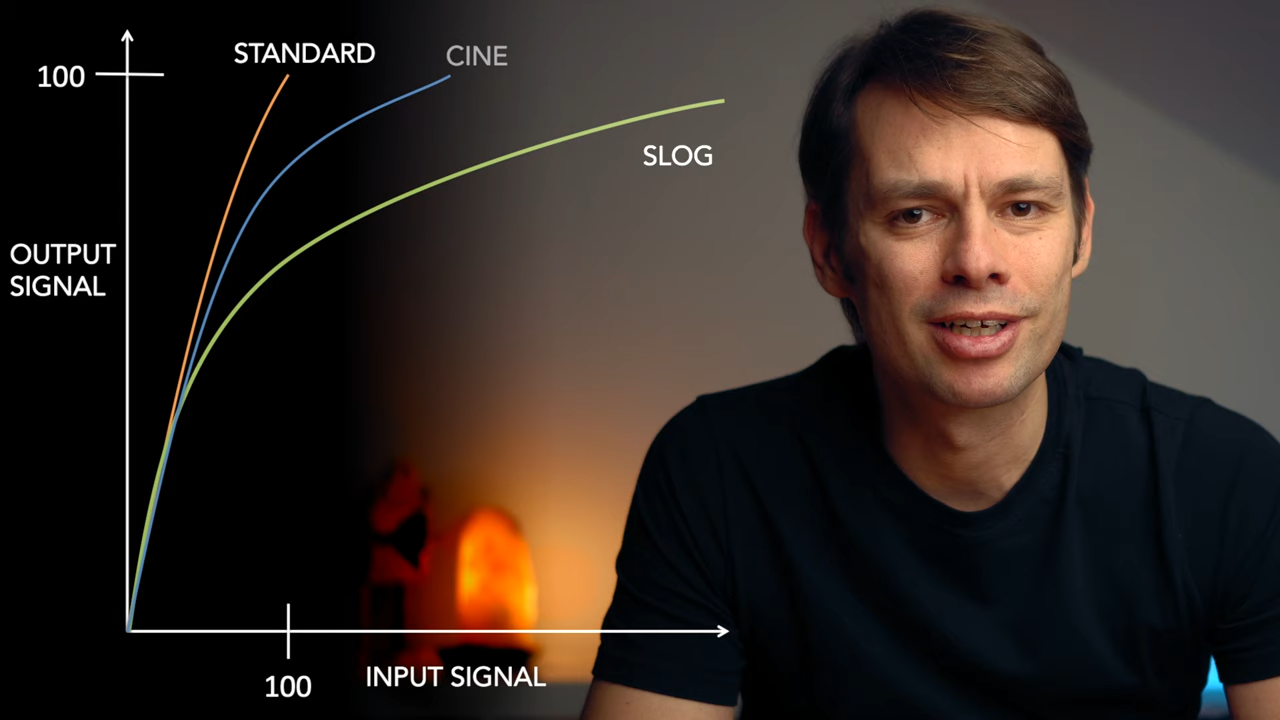 STANDARD
CINE
100
SLOG
OUTPUT
SIGNAL
INPUT SIGNAL
100